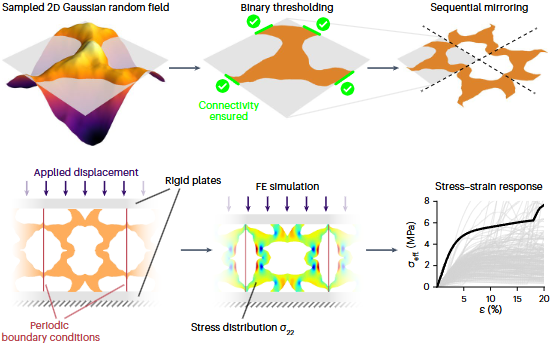 Sampled 2D Gaussian random field
Binary thresholding
Sequential mirroring
Connectivity
ensured
Applied displacement
Rigid plates
FE simulation
Stress–strain response
Periodic
boundary conditions
Stress distribution σ22
σeff (MPa)
8
6
4
2
0
5
10
15
20
ε (%)